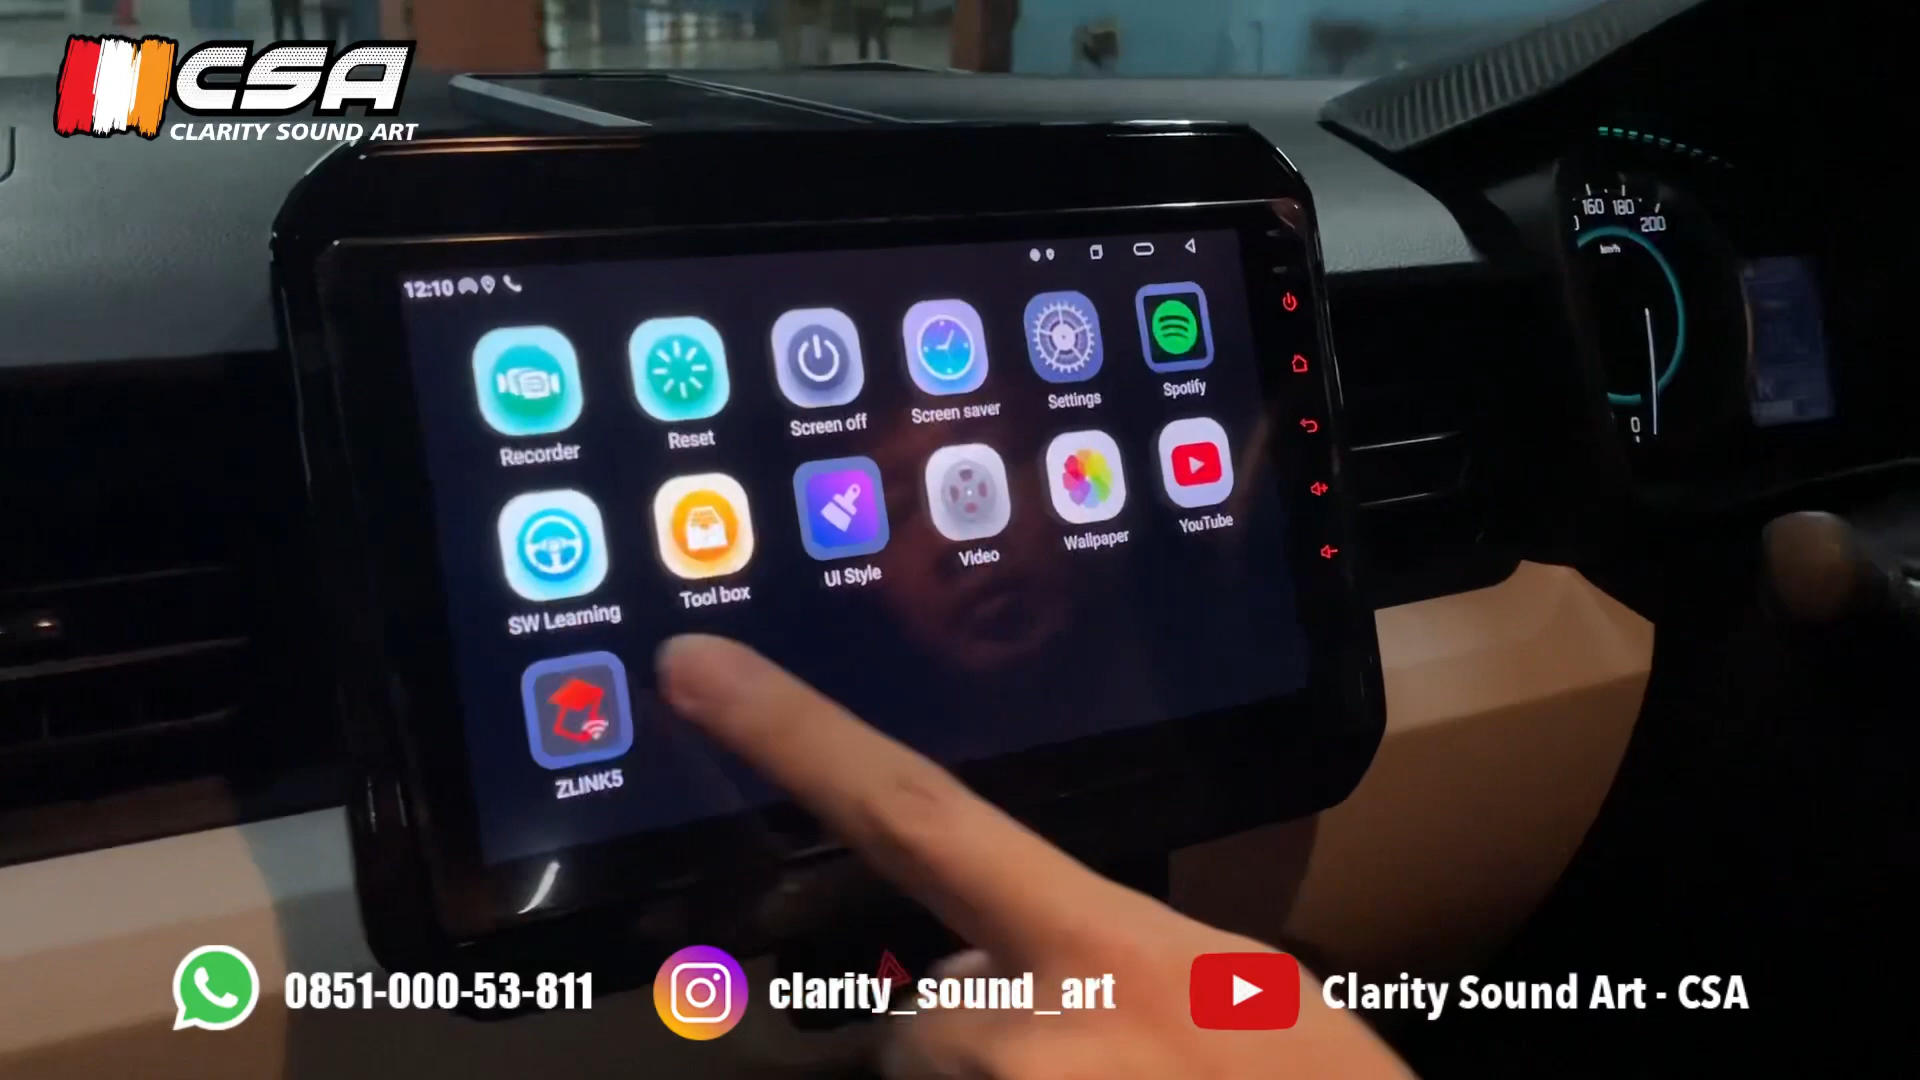 CSA
CLARITY SOUND ART
12:10
Recorder
Reset
Screen off
Screen saver
Settings
Spotify
SW Learning
Tool box
UI Style
Video
Wallpaper
YouTube
ZLINK5
160 180 200
km/h
0
0851-000-53-811
clarity_sound_art
Clarity Sound Art - CSA